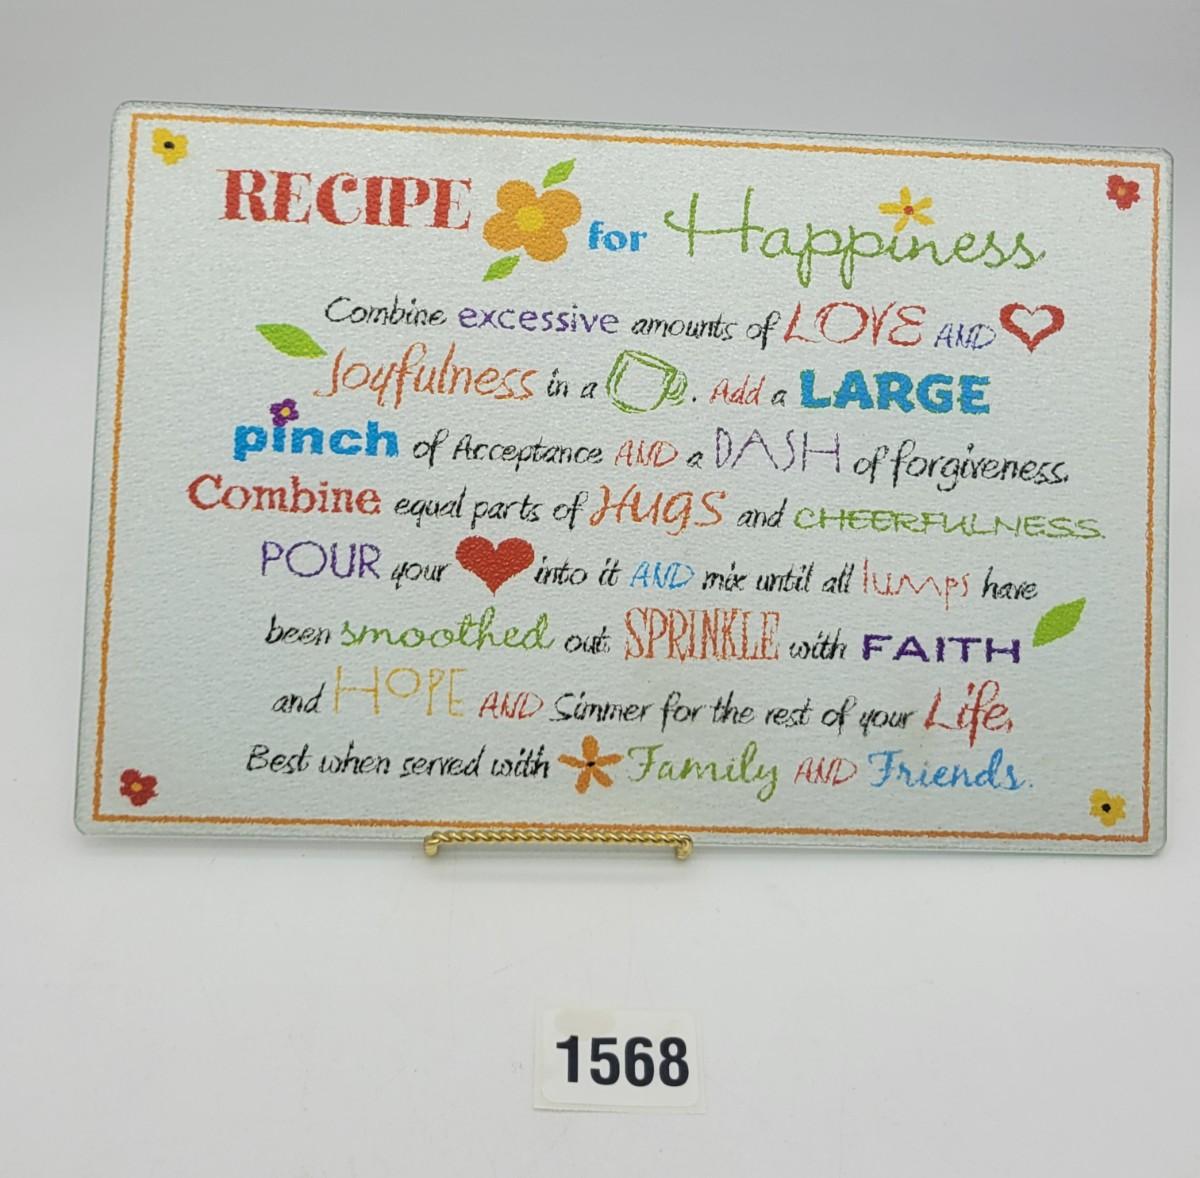 RECIPE for Happiness
Combine excessive amounts of LOVE AND
Joyfulness in a . Add a LARGE
pinch of Acceptance AND a DASH of forgiveness.
Combine equal parts of HUGS and CHEERFULNESS.
POUR your into it AND mix until all lumps have
been smoothed out. SPRINKLE with FAITH
and HOPE AND Simmer for the rest of your Life.
Best when served with Family AND Friends.
1568